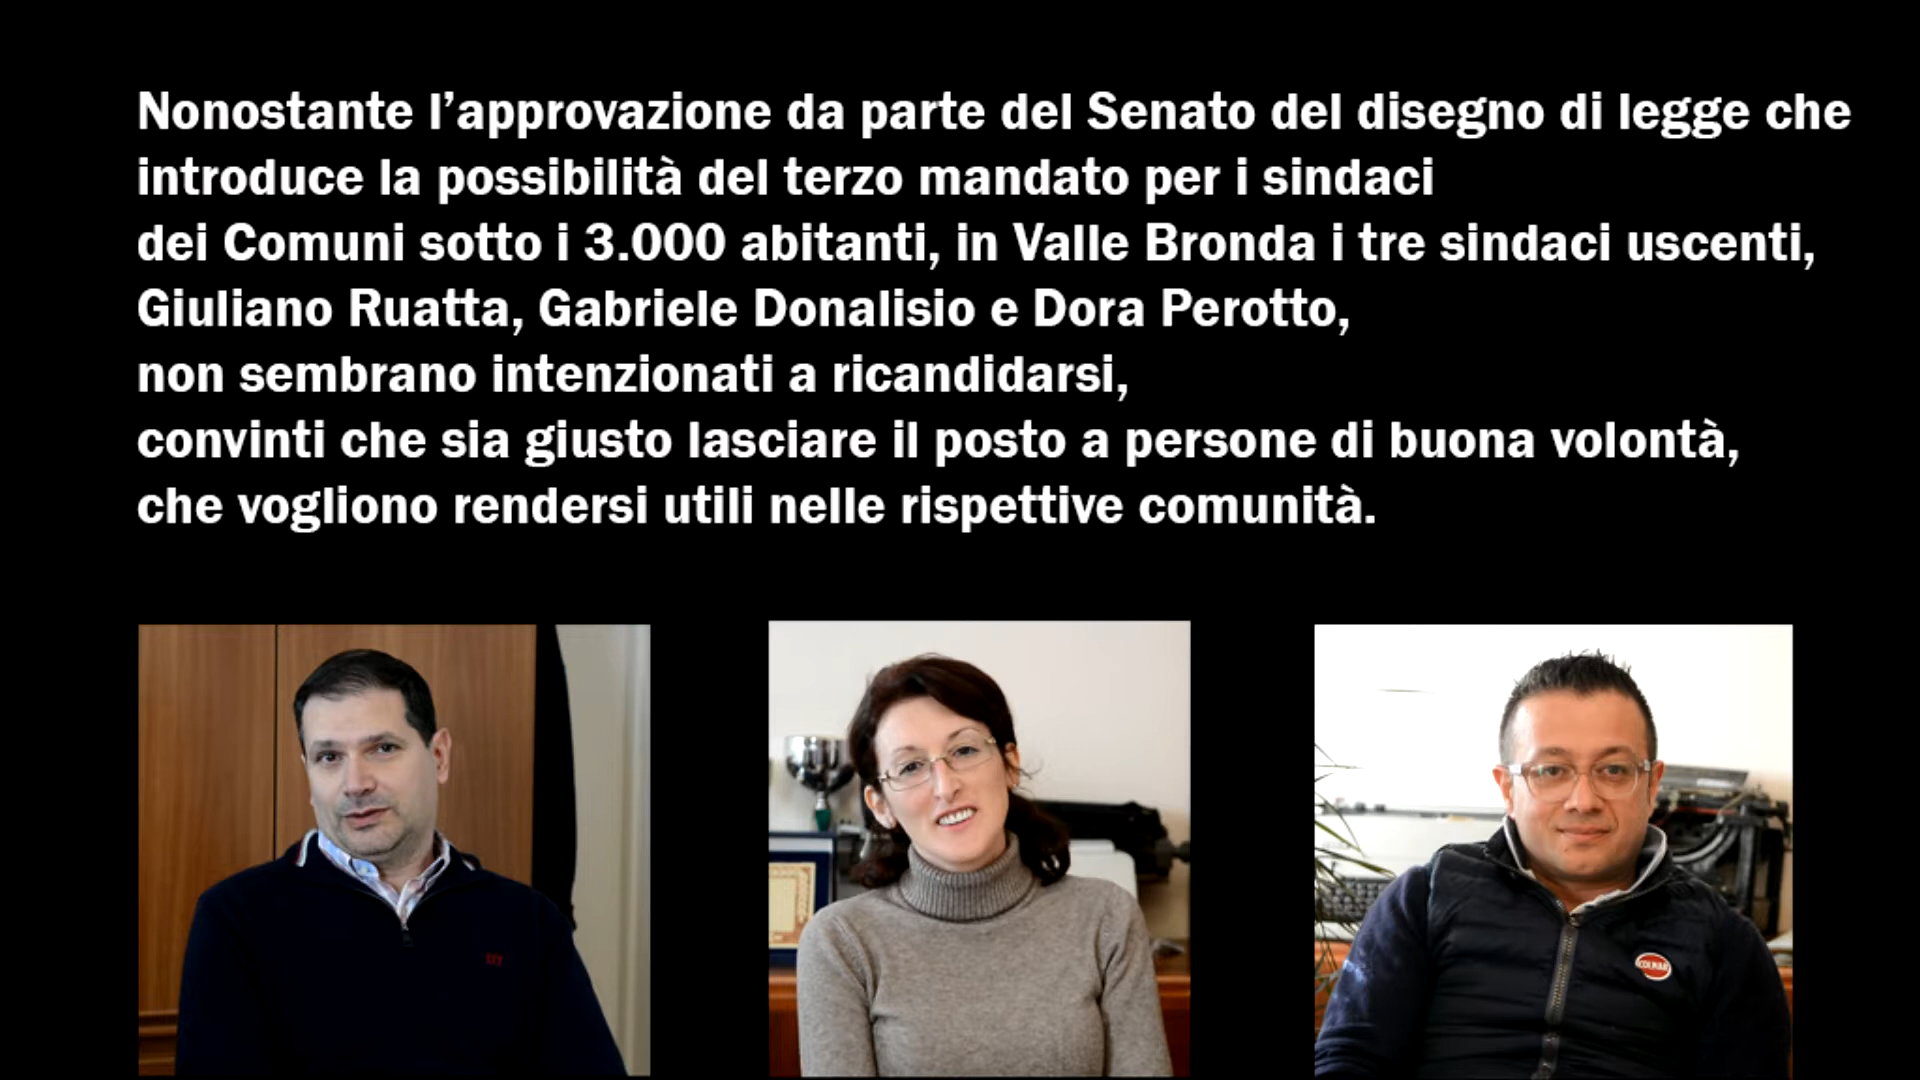 Nonostante l’approvazione da parte del Senato del disegno di legge che
introduce la possibilità del terzo mandato per i sindaci
dei Comuni sotto i 3.000 abitanti, in Valle Bronda i tre sindaci uscenti,
Giuliano Ruatta, Gabriele Donalisio e Dora Perotto,
non sembrano intenzionati a ricandidarsi,
convinti che sia giusto lasciare il posto a persone di buona volontà,
che vogliono rendersi utili nelle rispettive comunità.
COLMAR